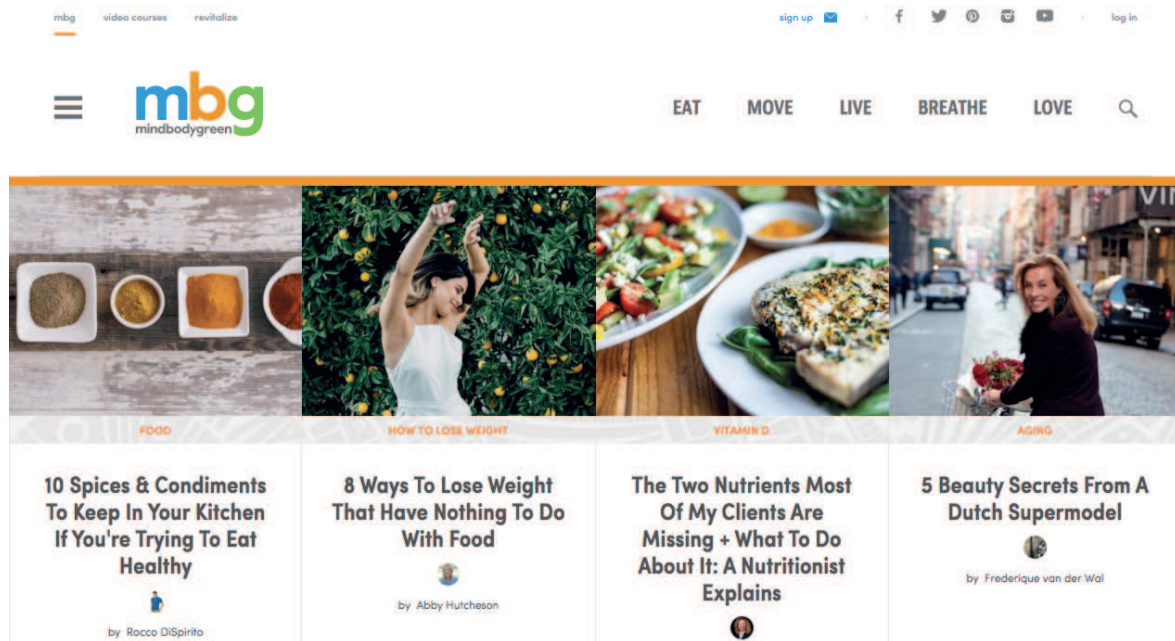 mbg video courses revitalize sign up log in
mbg
mindbodygreen
EAT MOVE LIVE BREATHE LOVE
VIN
FOOD
10 Spices & Condiments
To Keep In Your Kitchen
If You're Trying To Eat
Healthy
by Rocco DiSpirito
HOW TO LOSE WEIGHT
8 Ways To Lose Weight
That Have Nothing To Do
With Food
by Abby Hutcheson
VITAMIN D
The Two Nutrients Most
Of My Clients Are
Missing + What To Do
About It: A Nutritionist
Explains
AGING
5 Beauty Secrets From A
Dutch Supermodel
by Frederique van der Wal